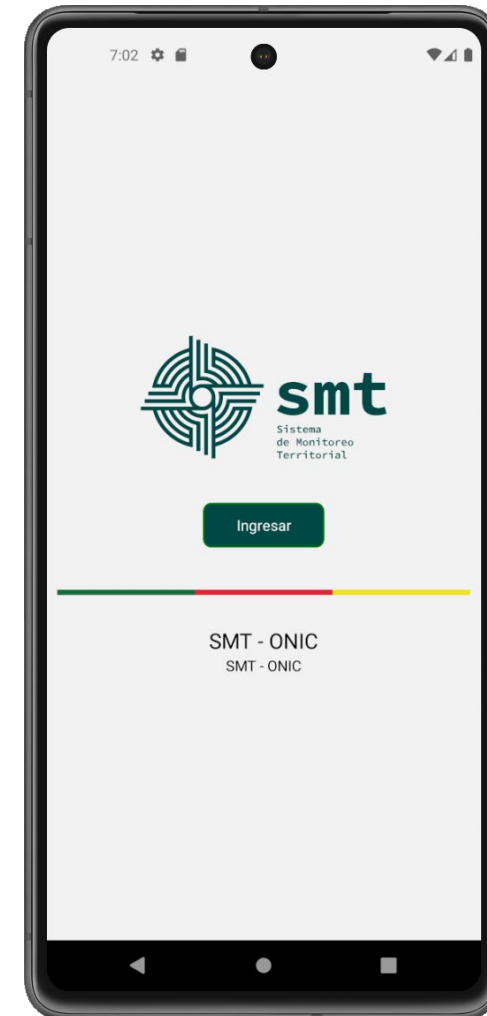 7:02
smt
Sistema
de Monitoreo
Territorial
Ingresar
SMT - ONIC
SMT - ONIC